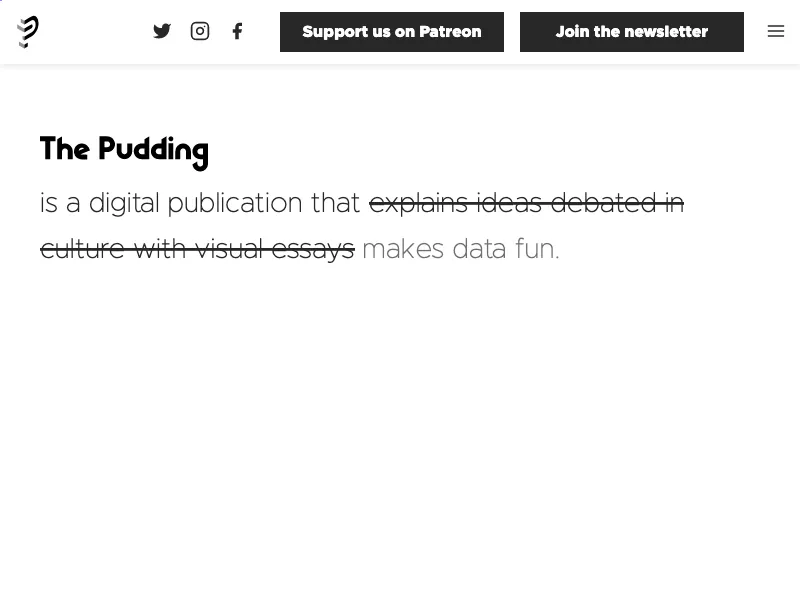 Support us on Patreon
Join the newsletter
The Pudding
is a digital publication that explains ideas debated in
culture with visual essays makes data fun.